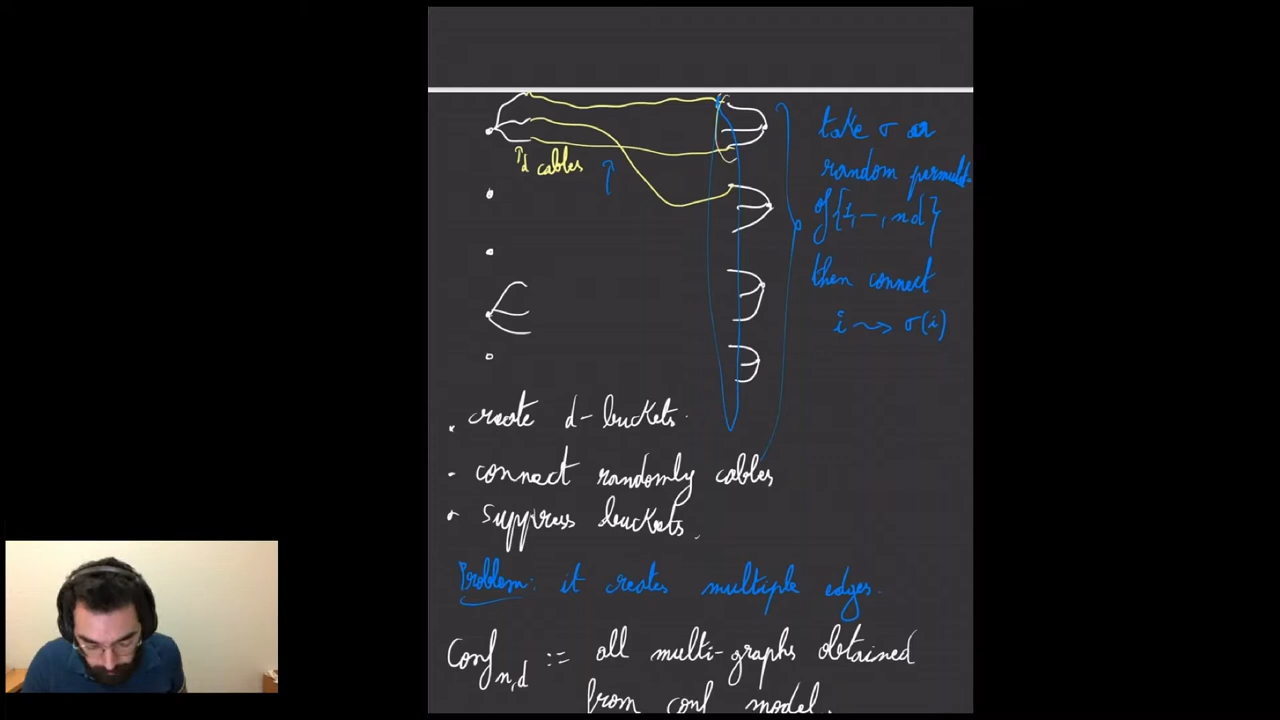 d cables
take σ a
random permutat.
of {1, —, nd}
then connect
i ~> σ(i)
. create d-buckets.
- connect randomly cables
• suppress buckets.
Problem: it creates multiple edges.
Conf n,d := all multi-graphs obtained
from conf model.